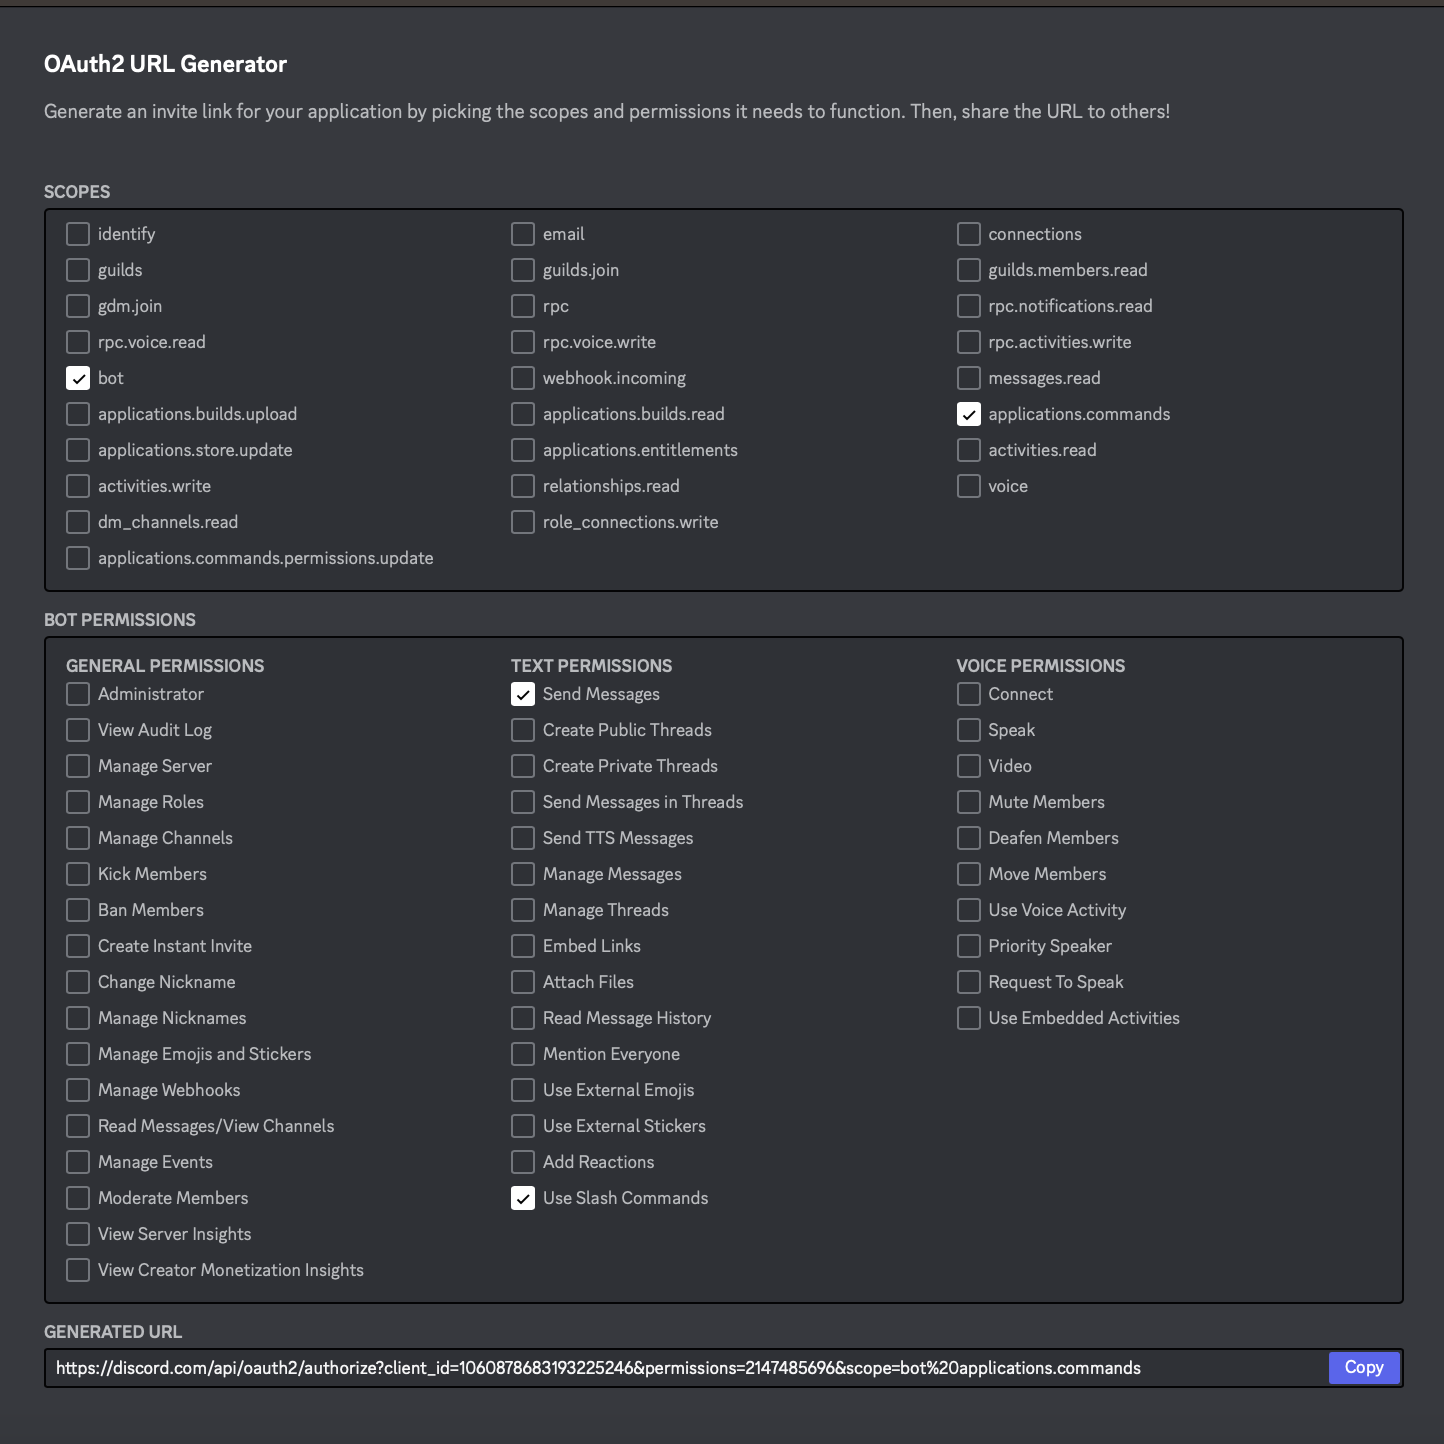 OAuth2 URL Generator
Generate an invite link for your application by picking the scopes and permissions it needs to function. Then, share the URL to others!
SCOPES
identify
email
connections
guilds
guilds.join
guilds.members.read
gdm.join
rpc
rpc.notifications.read
rpc.voice.read
rpc.voice.write
rpc.activities.write
bot
webhook.incoming
messages.read
applications.builds.upload
applications.builds.read
applications.commands
applications.store.update
applications.entitlements
activities.read
activities.write
relationships.read
voice
dm_channels.read
role_connections.write
applications.commands.permissions.update
BOT PERMISSIONS
GENERAL PERMISSIONS
Administrator
View Audit Log
Manage Server
Manage Roles
Manage Channels
Kick Members
Ban Members
Create Instant Invite
Change Nickname
Manage Nicknames
Manage Emojis and Stickers
Manage Webhooks
Read Messages/View Channels
Manage Events
Moderate Members
View Server Insights
View Creator Monetization Insights
TEXT PERMISSIONS
Send Messages
Create Public Threads
Create Private Threads
Send Messages in Threads
Send TTS Messages
Manage Messages
Manage Threads
Embed Links
Attach Files
Read Message History
Mention Everyone
Use External Emojis
Use External Stickers
Add Reactions
Use Slash Commands
VOICE PERMISSIONS
Connect
Speak
Video
Mute Members
Deafen Members
Move Members
Use Voice Activity
Priority Speaker
Request To Speak
Use Embedded Activities
GENERATED URL
https://discord.com/api/oauth2/authorize?client_id=1060878683193225246&permissions=2147485696&scope=bot%20applications.commands
Copy